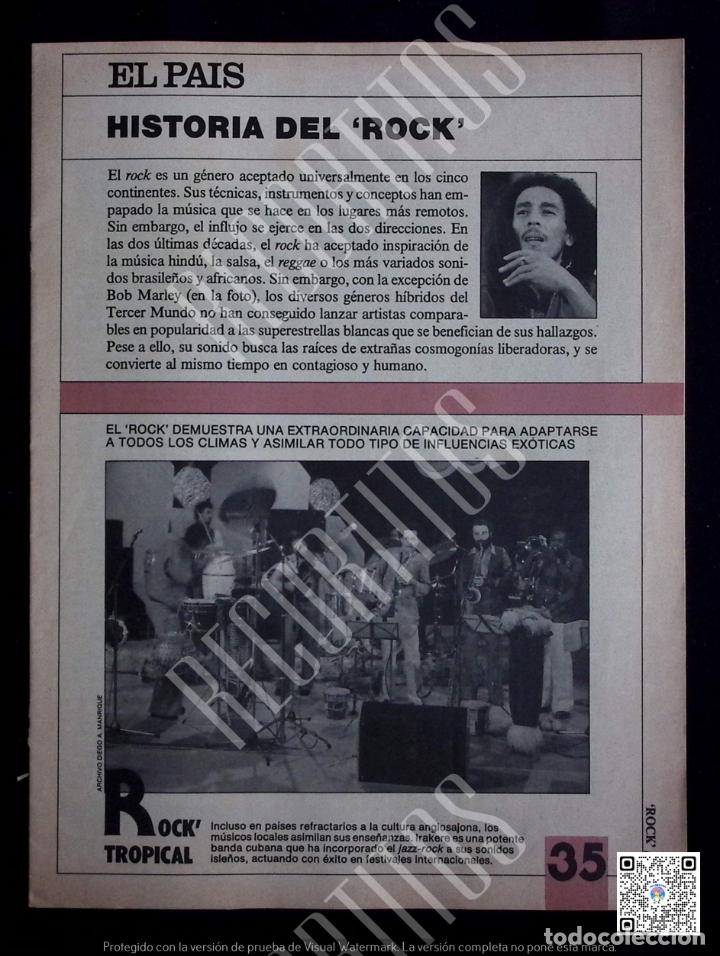 EL PAIS
HISTORIA DEL ‘ROCK’
El rock es un género aceptado universalmente en los cinco
continentes. Sus técnicas, instrumentos y conceptos han em-
papado la música que se hace en los lugares más remotos.
Sin embargo, el influjo se ejerce en las dos direcciones. En
las dos últimas décadas, el rock ha aceptado inspiración de
la música hindú, la salsa, el reggae o los más variados soni-
dos brasileños y africanos. Sin embargo, con la excepción de
Bob Marley (en la foto), los diversos géneros híbridos del
Tercer Mundo no han conseguido lanzar artistas compara-
bles en popularidad a las superestrellas blancas que se benefician de sus hallazgos.
Pese a ello, su sonido busca las raíces de extrañas cosmogonías liberadoras, y se
convierte al mismo tiempo en contagioso y humano.
EL ‘ROCK’ DEMUESTRA UNA EXTRAORDINARIA CAPACIDAD PARA ADAPTARSE
A TODOS LOS CLIMAS Y ASIMILAR TODO TIPO DE INFLUENCIAS EXÓTICAS
ARCHIVO DIEGO A. MANRIQUE
ROCK’
TROPICAL
Incluso en países refractarios a la cultura anglosajona, los
músicos locales asimilan sus enseñanzas. Irakere es una potente
banda cubana que ha incorporado el jazz-rock a sus sonidos
isleños, actuando con éxito en festivales internacionales.
35
‘ROCK’
RECORTITOS
RECORTITOS
RECORTITOS
todocoleccion
Protegido con la versión de prueba de Visual Watermark. La versión completa no pone esta marca.